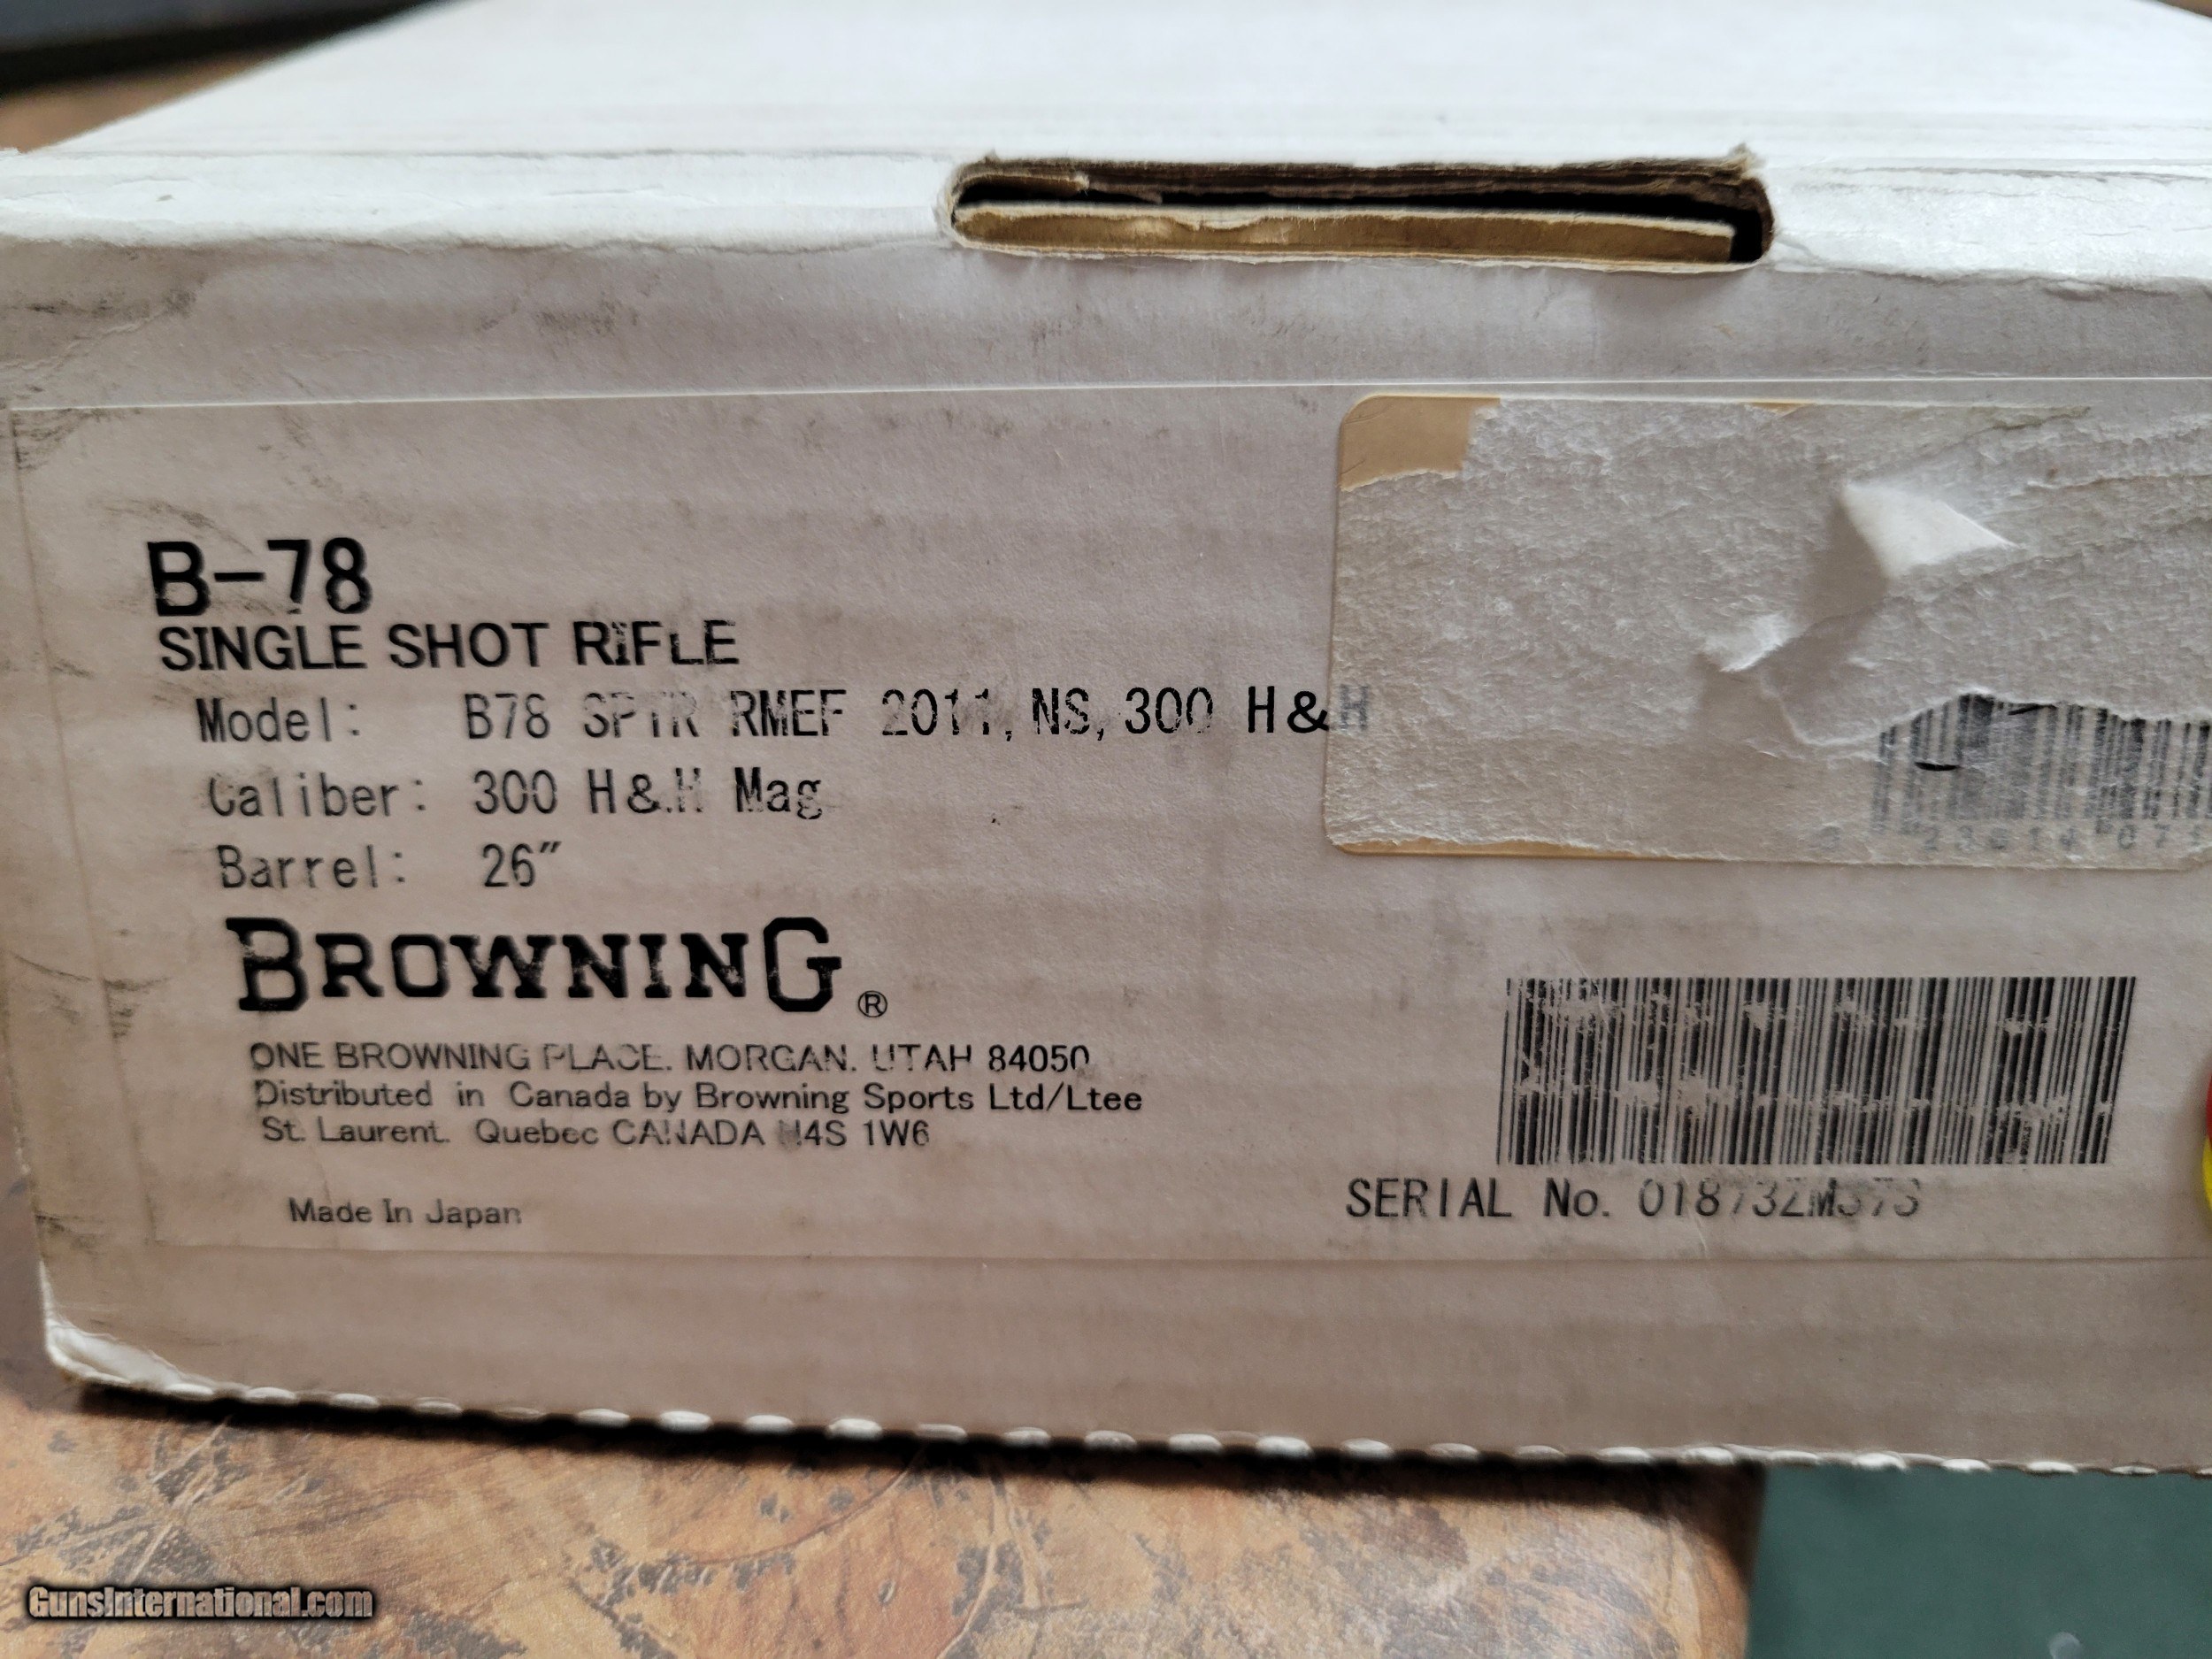 B-78
SINGLE SHOT RIFLE
Model: B78 SPTR RMEF 2011, NS, 300 H&H
Caliber: 300 H&H Mag
Barrel: 26"
BROWNING®
ONE BROWNING PLACE. MORGAN. UTAH 84050
Distributed in Canada by Browning Sports Ltd/Ltee
St. Laurent. Quebec CANADA H4S 1W6
Made In Japan
SERIAL No.
GunsInternational.com